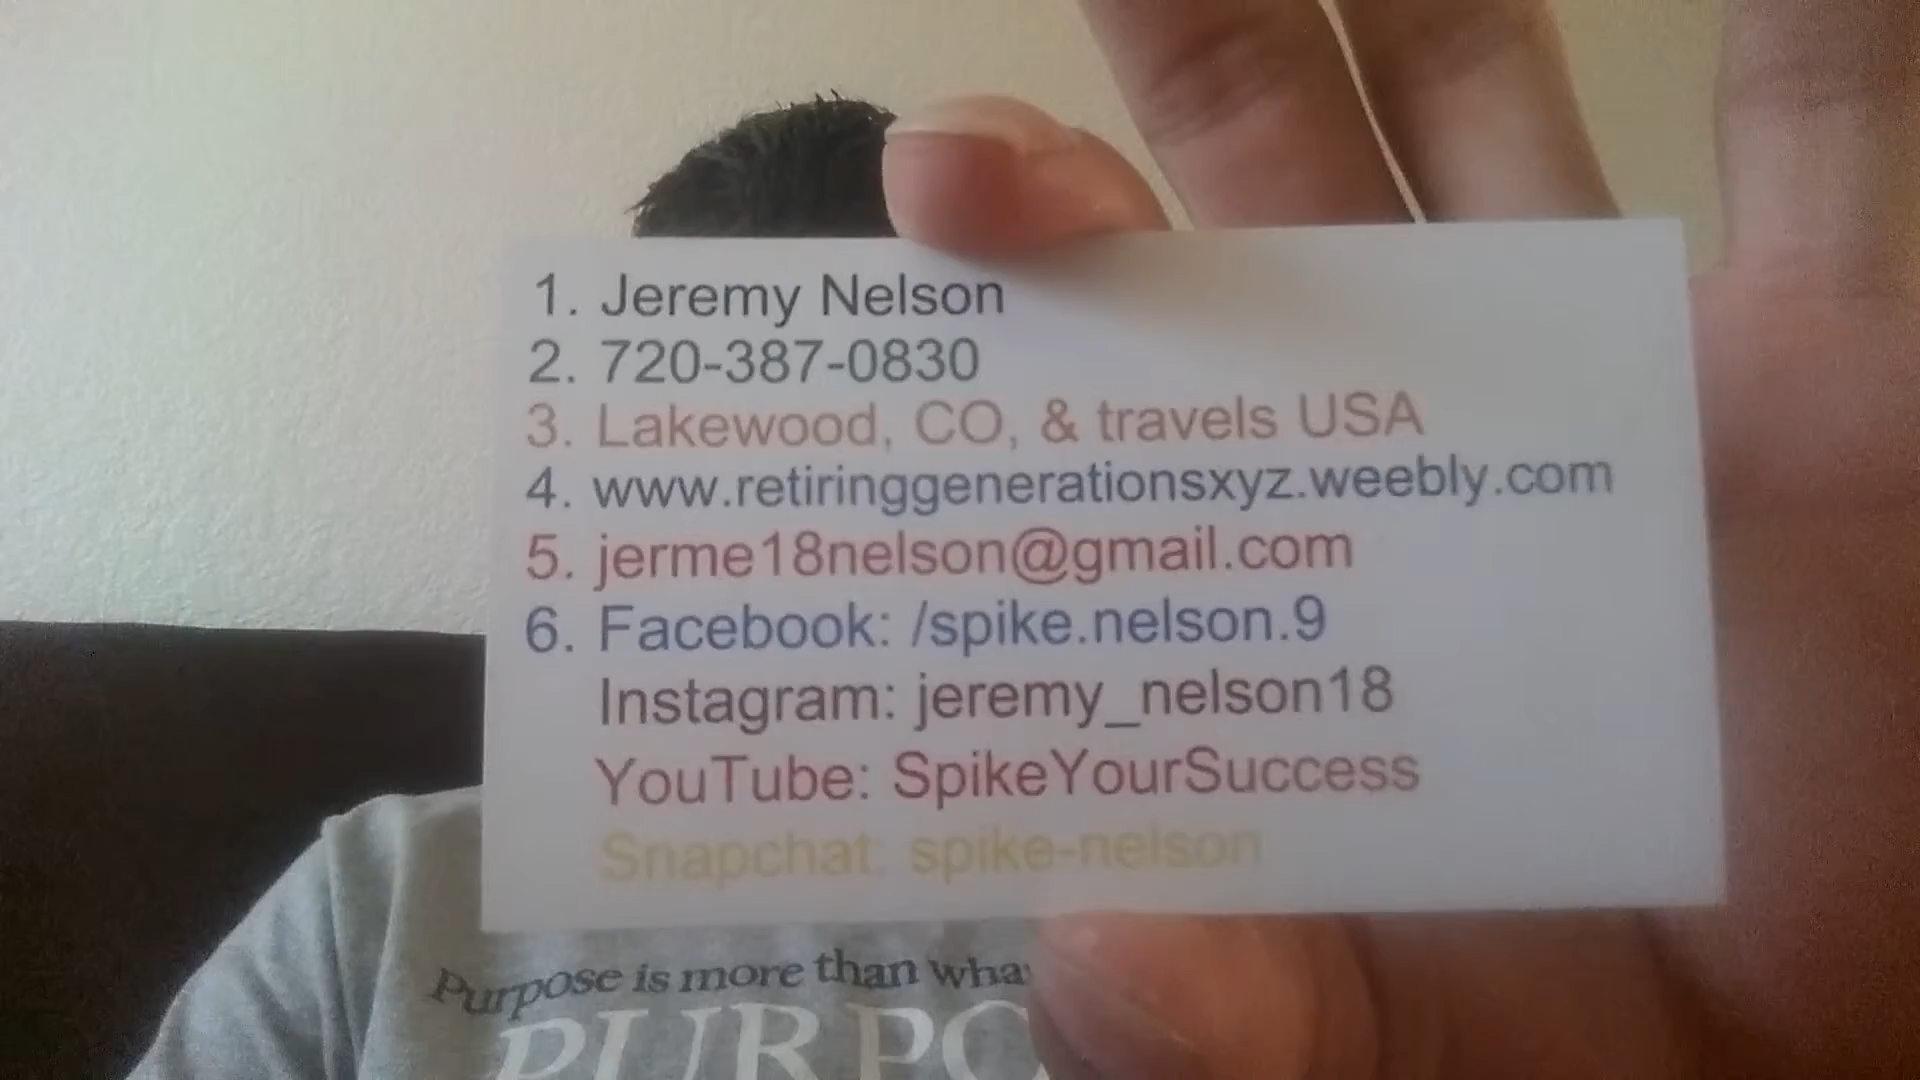 1. Jeremy Nelson
2. 720-387-0830
3. Lakewood, CO, & travels USA
4. www.retiringgenerationsxyz.weebly.com
5. jerme18nelson@gmail.com
6. Facebook: /spike.nelson.9
Instagram: jeremy_nelson18
YouTube: SpikeYourSuccess
Snapchat: spike-nelson
Purpose is more than